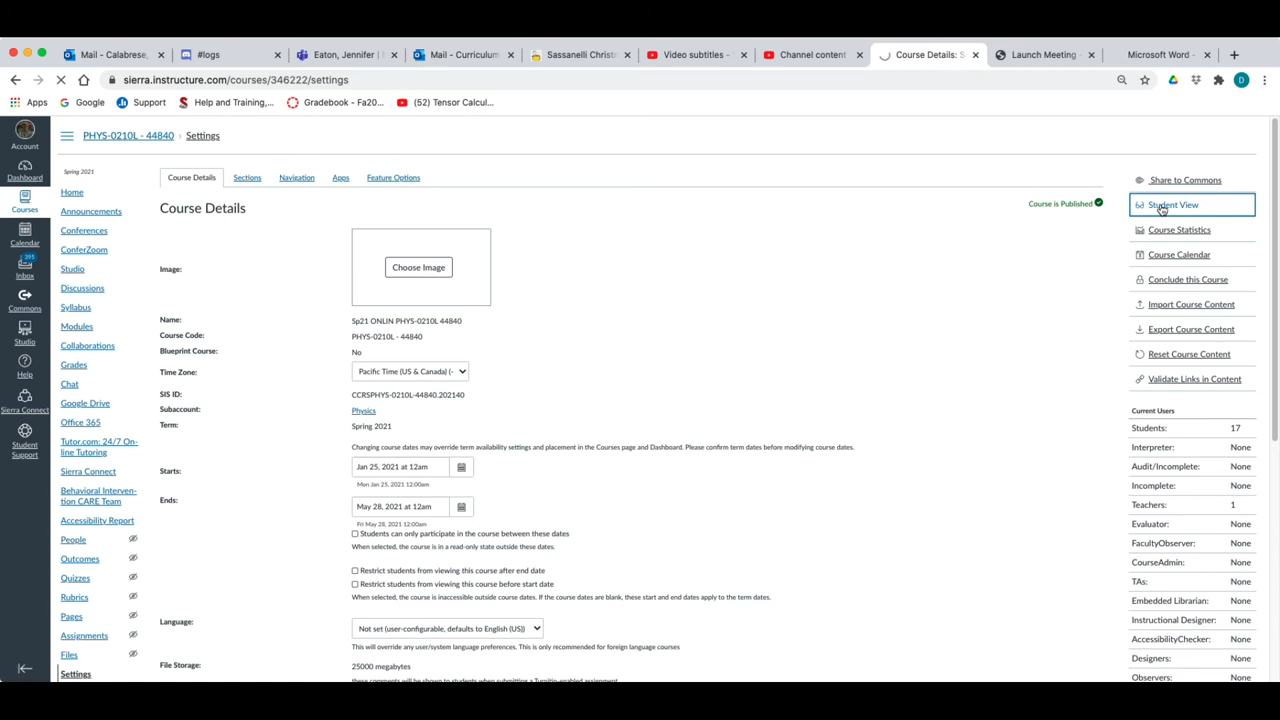 Mail - Calabrese,
#logs
Eaton, Jennifer |
Mail - Curriculum
Sassanelli Christ
Video subtitles -
Channel content
Course Details: S
Launch Meeting
Microsoft Word -
sierra.instructure.com/courses/346222/settings
Apps
Google
Support
Help and Training,...
Gradebook - Fa20...
(52) Tensor Calcul...
Account
Dashboard
Courses
Calendar
395
Inbox
Commons
Studio
Help
Sierra Connect
Student
Support
PHYS-0210L - 44840 › Settings
Spring 2021
Home
Announcements
Conferences
ConferZoom
Studio
Discussions
Syllabus
Modules
Collaborations
Grades
Chat
Google Drive
Office 365
Tutor.com: 24/7 On-
line Tutoring
Sierra Connect
Behavioral Interven-
tion CARE Team
Accessibility Report
People
Outcomes
Quizzes
Rubrics
Pages
Assignments
Files
Settings
Course Details
Sections
Navigation
Apps
Feature Options
Course Details
Course is Published
Image:
Choose Image
Name:
Sp21 ONLIN PHYS-0210L 44840
Course Code:
PHYS-0210L - 44840
Blueprint Course:
No
Time Zone:
Pacific Time (US & Canada) (-
SIS ID:
CCRSPHYS-0210L-44840.202140
Subaccount:
Physics
Term:
Spring 2021
Changing course dates may override term availability settings and placement in the Courses page and Dashboard. Please confirm term dates before modifying course dates.
Starts:
Jan 25, 2021 at 12am
Mon Jan 25, 2021 12:00am
Ends:
May 28, 2021 at 12am
Fri May 28, 2021 12:00am
Students can only participate in the course between these dates
When selected, the course is in a read-only state outside these dates.
Restrict students from viewing this course after end date
Restrict students from viewing this course before start date
When selected, the course is inaccessible outside course dates. If the course dates are blank, these start and end dates apply to the term dates.
Language:
Not set (user-configurable, defaults to English (US))
This will override any user/system language preferences. This is only recommended for foreign language courses
File Storage:
25000 megabytes
these comments will be shown to students when submitting a Turnitin-enabled assignment
Share to Commons
Student View
Course Statistics
Course Calendar
Conclude this Course
Import Course Content
Export Course Content
Reset Course Content
Validate Links in Content
Current Users
Students: 17
Interpreter: None
Audit/Incomplete: None
Incomplete: None
Teachers: 1
Evaluator: None
FacultyObserver: None
CourseAdmin: None
TAs: None
Embedded Librarian: None
Instructional Designer: None
AccessibilityChecker: None
Designers: None
Observers: None